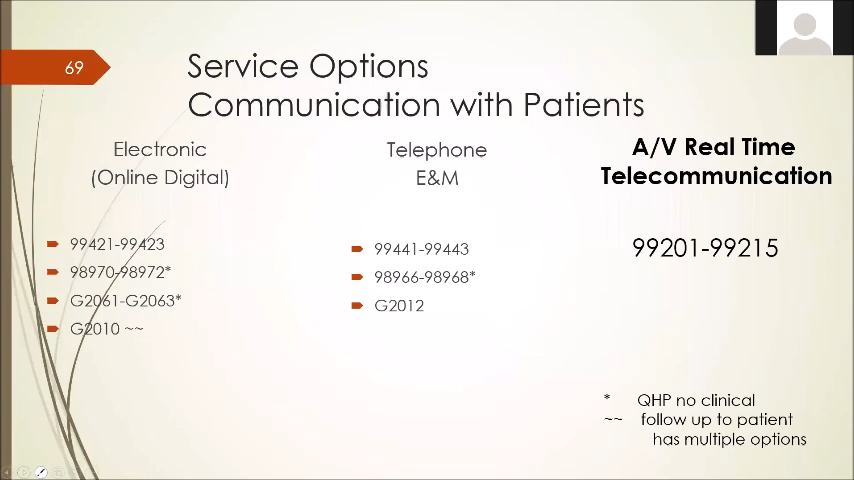 69
Service Options
Communication with Patients
Electronic
(Online Digital)
99421-99423
98970-98972*
G2061-G2063*
G2010 ~~
Telephone
E&M
99441-99443
98966-98968*
G2012
A/V Real Time
Telecommunication
99201-99215
* QHP no clinical
~~ follow up to patient
has multiple options